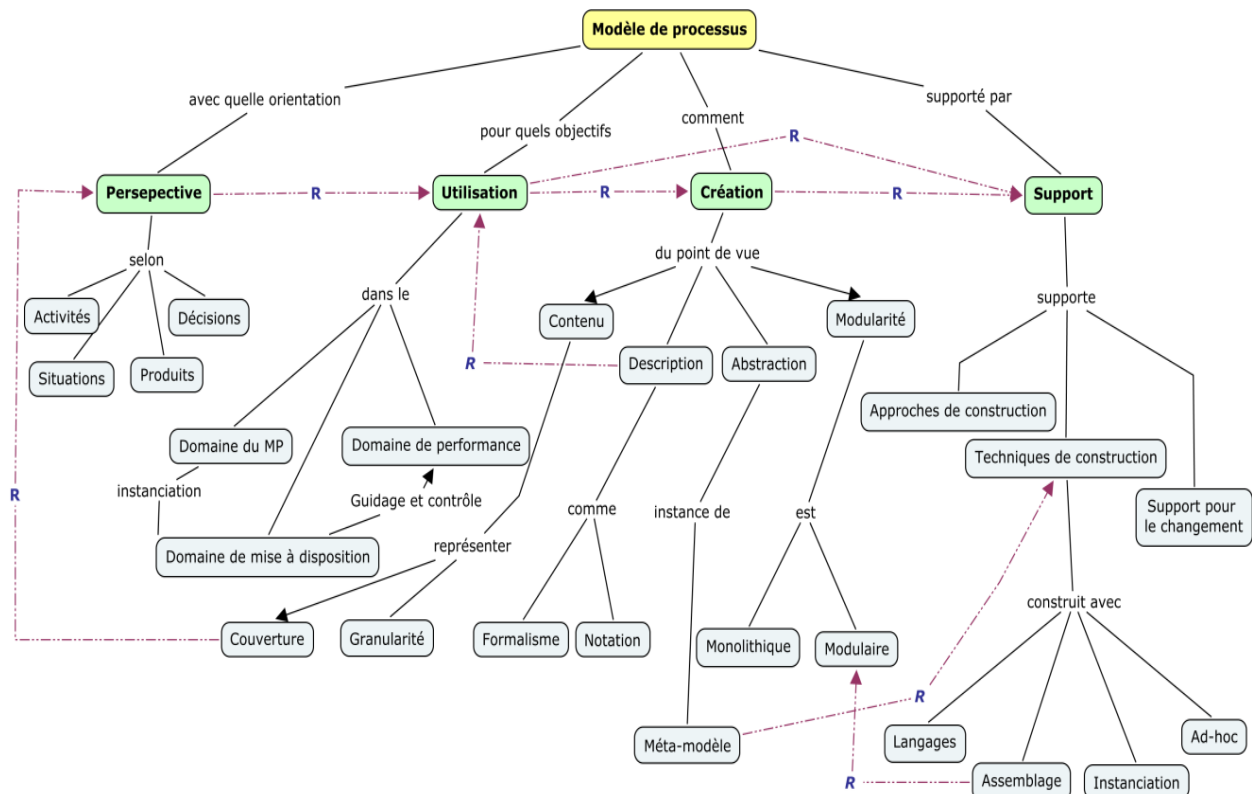 Modèle de processus
avec quelle orientation
supporté par
comment
pour quels objectifs
R
Persepective
R
Utilisation
R
Création
R
Support
selon
du point de vue
dans le
supporte
Activités
Décisions
Contenu
Modularité
Situations
Produits
R
Description
Abstraction
Approches de construction
Domaine du MP
Domaine de performance
Techniques de construction
R
instanciation
Guidage et contrôle
comme
instance de
est
Support pour
le changement
Domaine de mise à disposition
représenter
construit avec
Couverture
Granularité
Formalisme
Notation
Monolithique
Modulaire
R
Méta-modèle
Langages
Ad-hoc
R
Assemblage
Instanciation